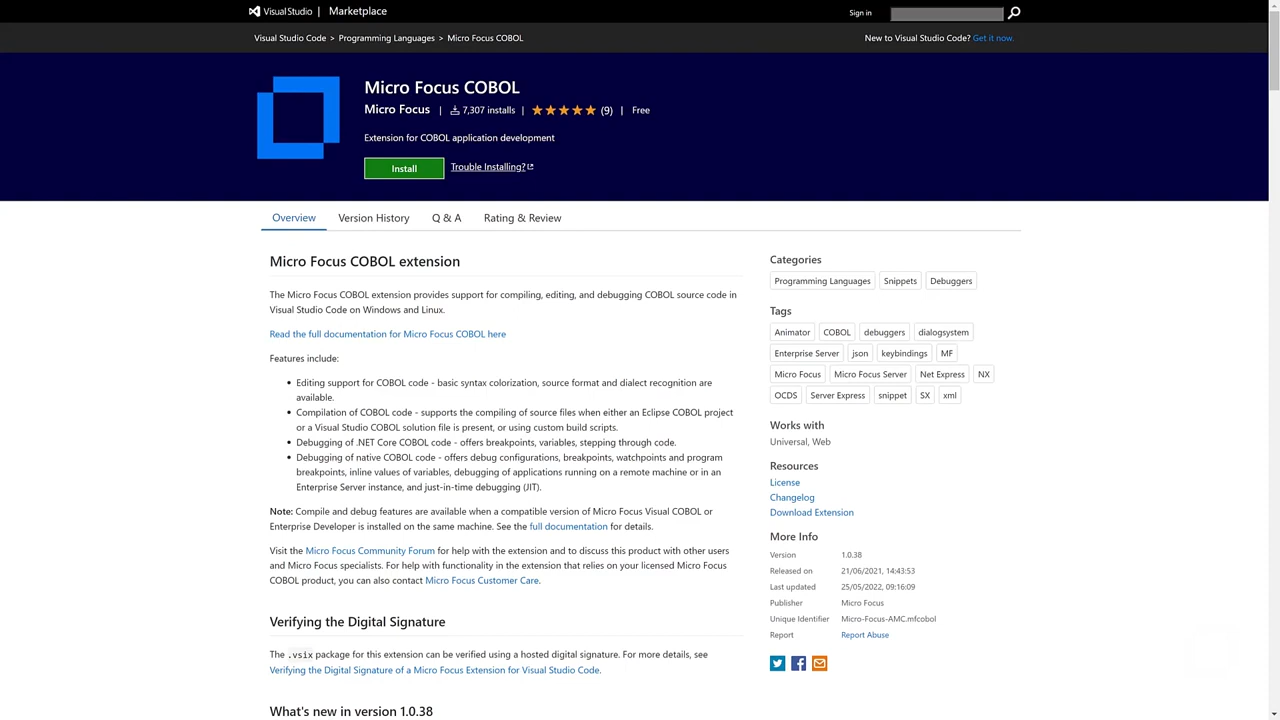 Visual Studio | Marketplace
Sign in
Visual Studio Code > Programming Languages > Micro Focus COBOL
New to Visual Studio Code? Get it now.
Micro Focus COBOL
Micro Focus | 7,307 installs | (9) | Free
Extension for COBOL application development
Install
Trouble Installing?
Overview
Version History
Q & A
Rating & Review
Micro Focus COBOL extension
The Micro Focus COBOL extension provides support for compiling, editing, and debugging COBOL source code in
Visual Studio Code on Windows and Linux.
Read the full documentation for Micro Focus COBOL here
Features include:
• Editing support for COBOL code - basic syntax colorization, source format and dialect recognition are
available.
• Compilation of COBOL code - supports the compiling of source files when either an Eclipse COBOL project
or a Visual Studio COBOL solution file is present, or using custom build scripts.
• Debugging of .NET Core COBOL code - offers breakpoints, variables, stepping through code.
• Debugging of native COBOL code - offers debug configurations, breakpoints, watchpoints and program
breakpoints, inline values of variables, debugging of applications running on a remote machine or in an
Enterprise Server instance, and just-in-time debugging (JIT).
Note: Compile and debug features are available when a compatible version of Micro Focus Visual COBOL or
Enterprise Developer is installed on the same machine. See the full documentation for details.
Visit the Micro Focus Community Forum for help with the extension and to discuss this product with other users
and Micro Focus specialists. For help with functionality in the extension that relies on your licensed Micro Focus
COBOL product, you can also contact Micro Focus Customer Care.
Verifying the Digital Signature
The .vsix package for this extension can be verified using a hosted digital signature. For more details, see
Verifying the Digital Signature of a Micro Focus Extension for Visual Studio Code.
What's new in version 1.0.38
Categories
Programming Languages
Snippets
Debuggers
Tags
Animator
COBOL
debuggers
dialogsystem
Enterprise Server
json
keybindings
MF
Micro Focus
Micro Focus Server
Net Express
NX
OCDS
Server Express
snippet
SX
xml
Works with
Universal, Web
Resources
License
Changelog
Download Extension
More Info
Version 1.0.38
Released on 21/06/2021, 14:43:53
Last updated 25/05/2022, 09:16:09
Publisher Micro Focus
Unique Identifier Micro-Focus-AMC.mfcobol
Report Report Abuse